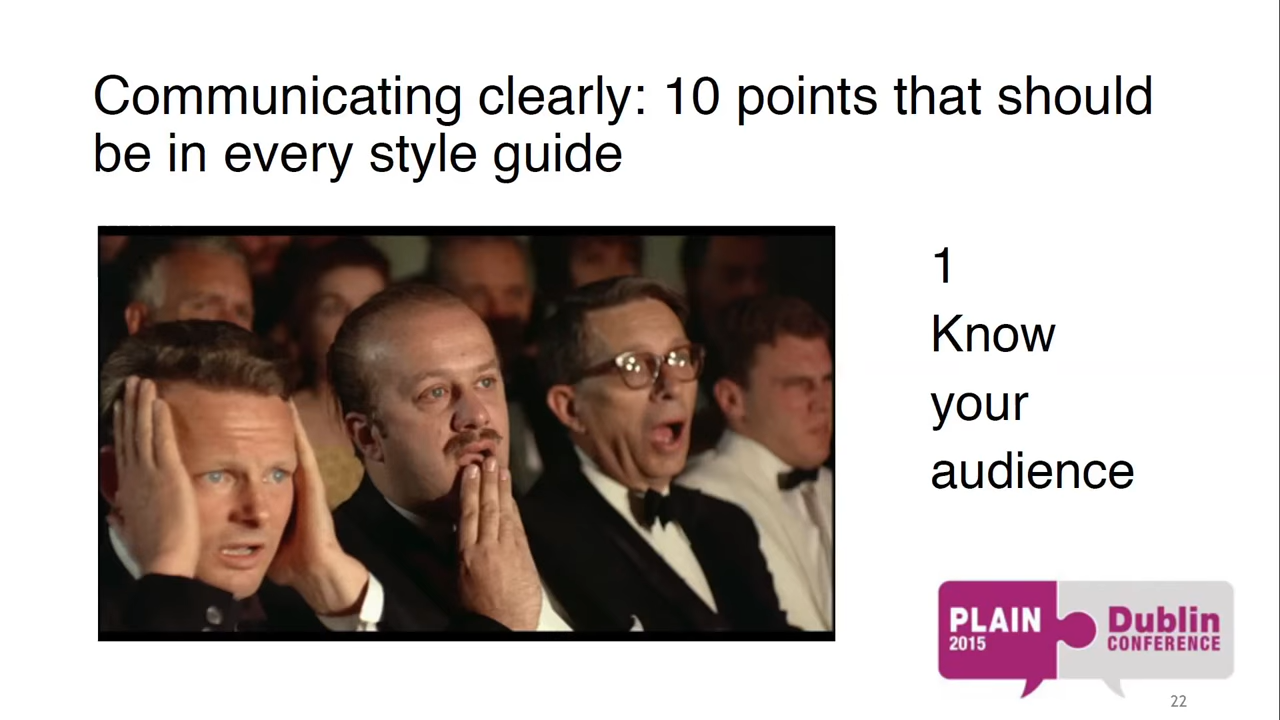 Communicating clearly: 10 points that should
be in every style guide
1
Know
your
audience
PLAIN
2015
Dublin
CONFERENCE
22